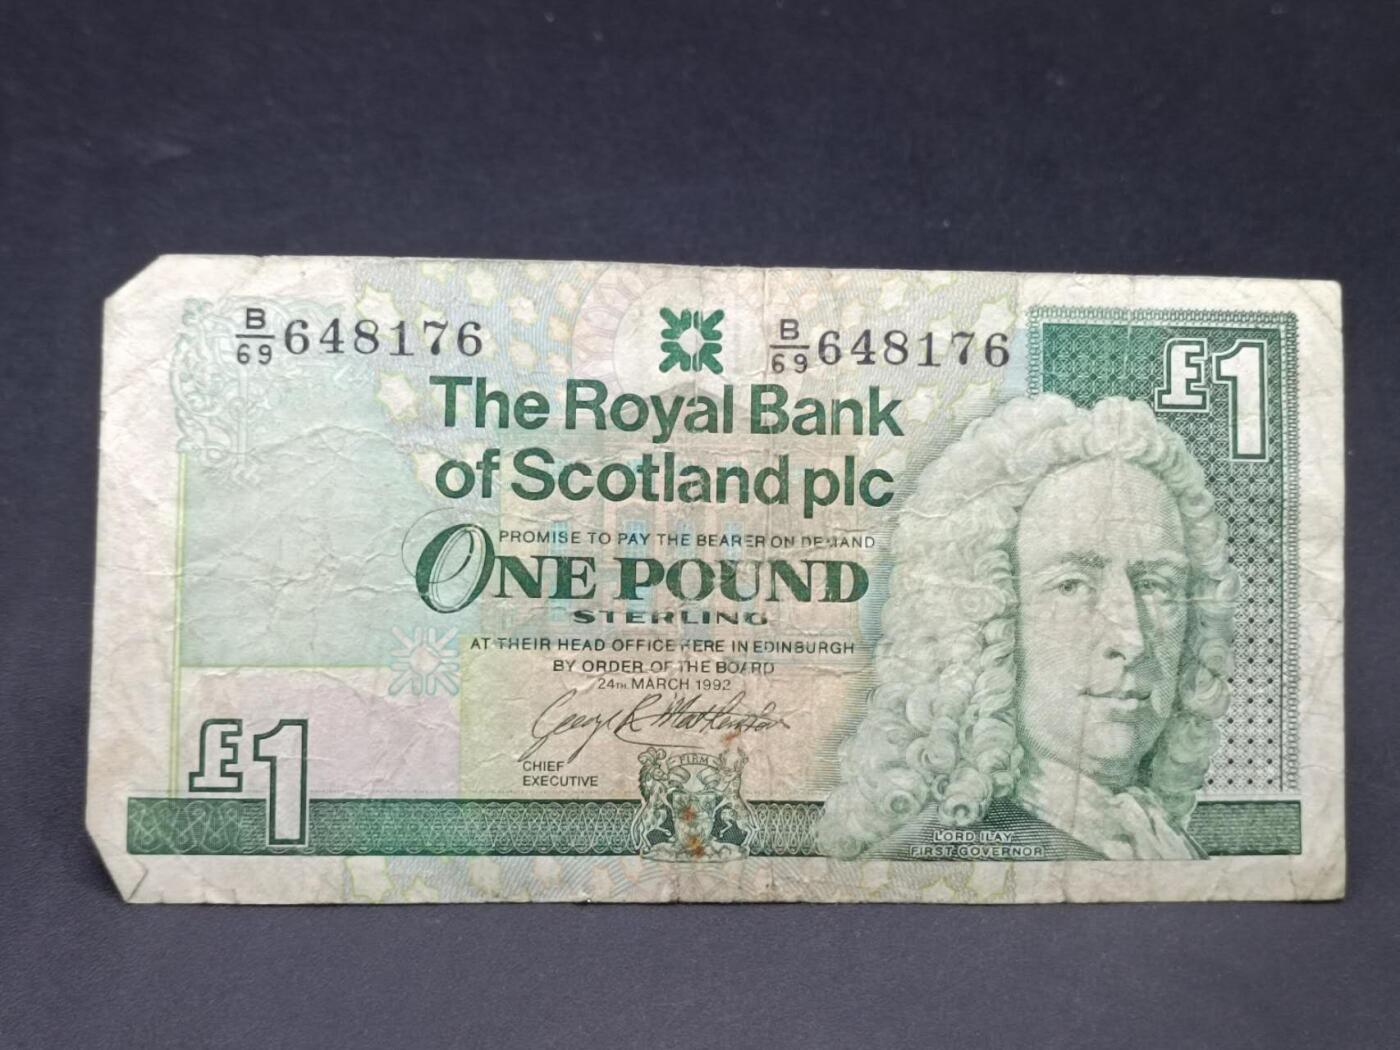 B/69 648176
B/69 648176
£1
The Royal Bank
of Scotland plc
PROMISE TO PAY THE BEARER ON DEMAND
ONE POUND
STERLING
AT THEIR HEAD OFFICE HERE IN EDINBURGH
BY ORDER OF THE BOARD
24TH MARCH 1992
George R Mathewson
CHIEF
EXECUTIVE
£1
FIRM
LORD ILAY
FIRST GOVERNOR